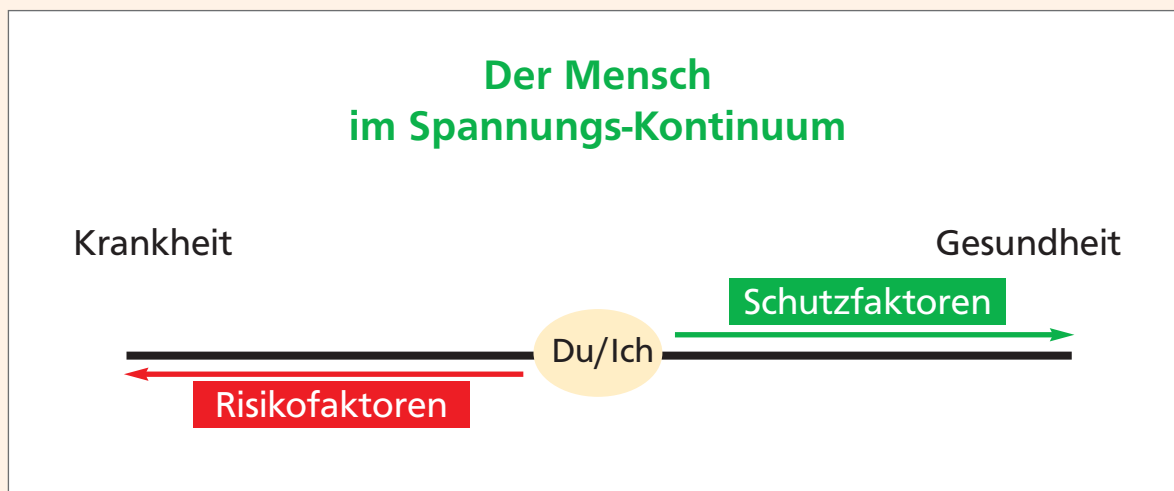 Der Mensch
im Spannungs-Kontinuum
Krankheit
Gesundheit
Schutzfaktoren
Du/Ich
Risikofaktoren